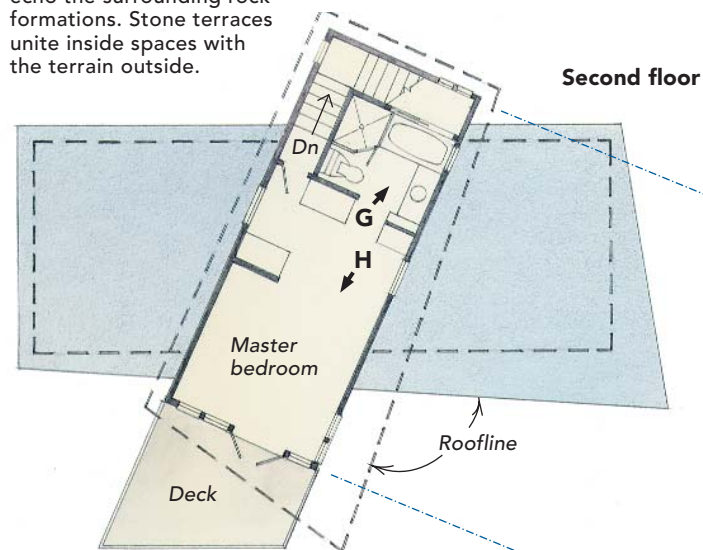 echo the surrounding rock
formations. Stone terraces
unite inside spaces with
the terrain outside.
Second floor
Dn
G
H
Master
bedroom
Roofline
Deck